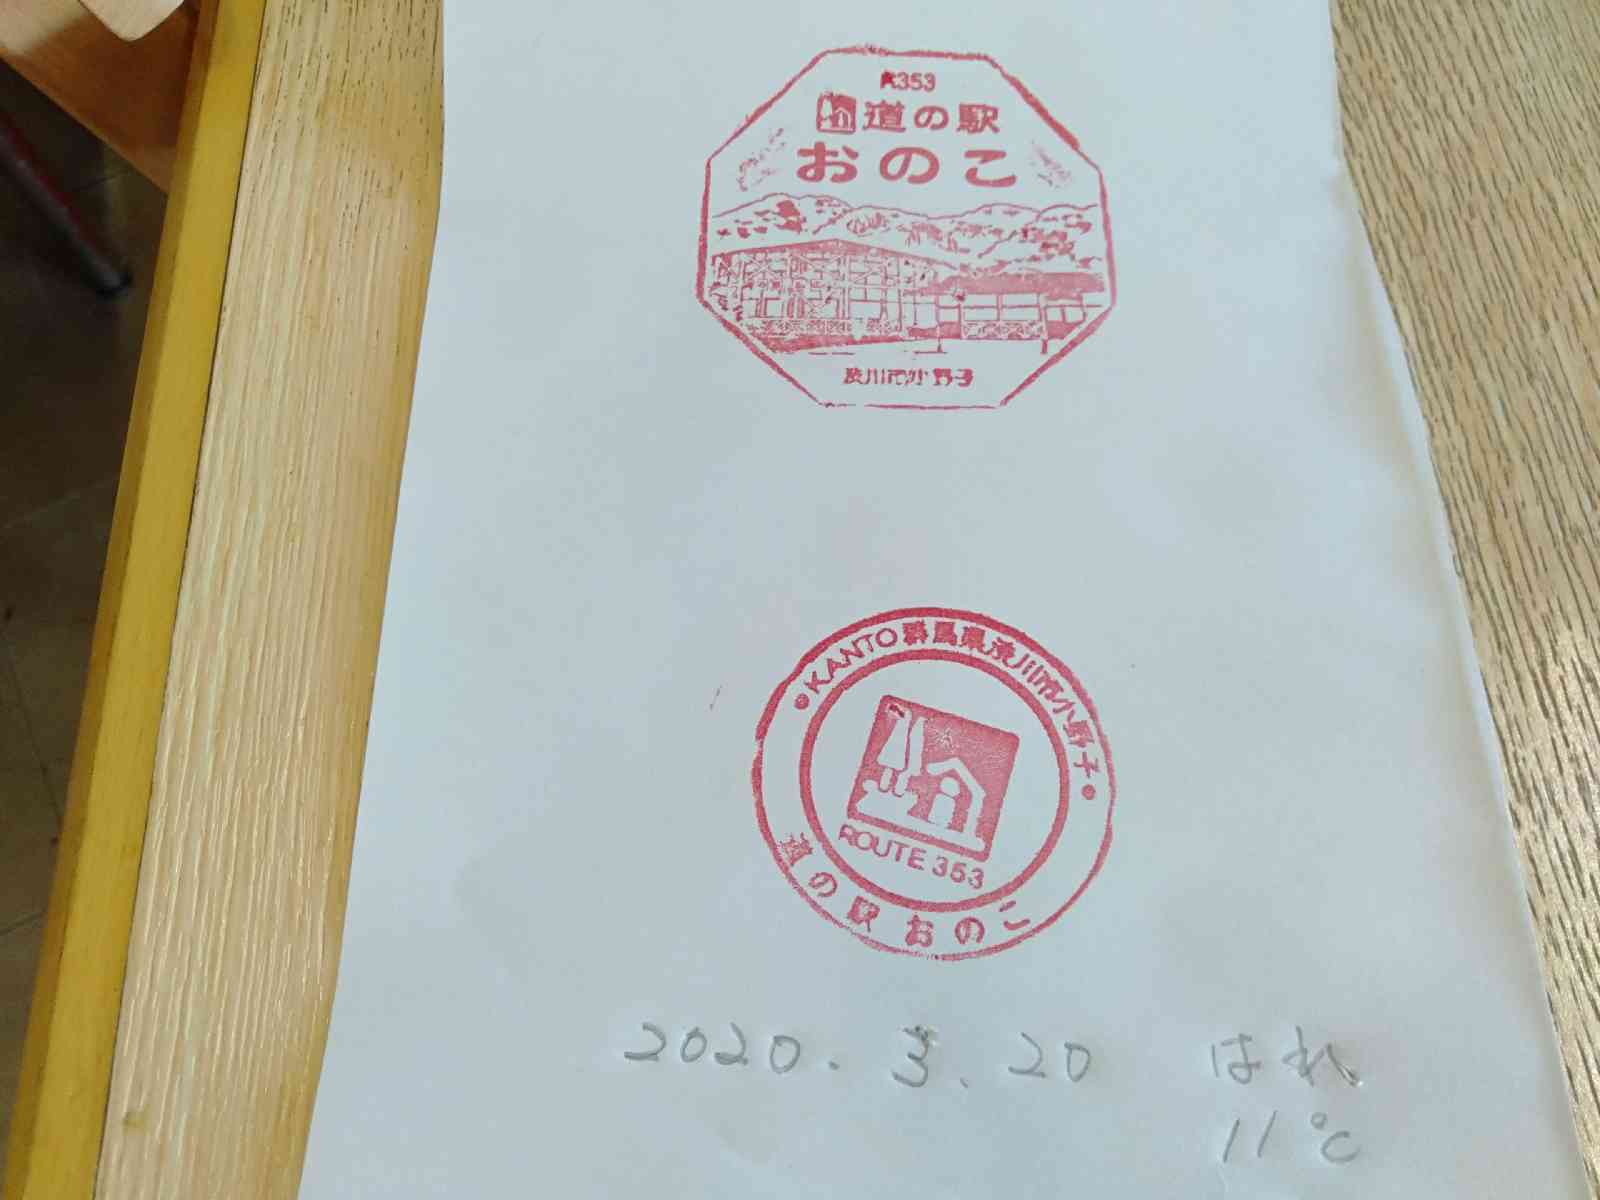 R353
道の駅
おのこ
渋川市小野子
•KANTO 群馬県渋川市小野子•
ROUTE 353
道の駅 おのこ
2020. 3. 20 はれ
11℃